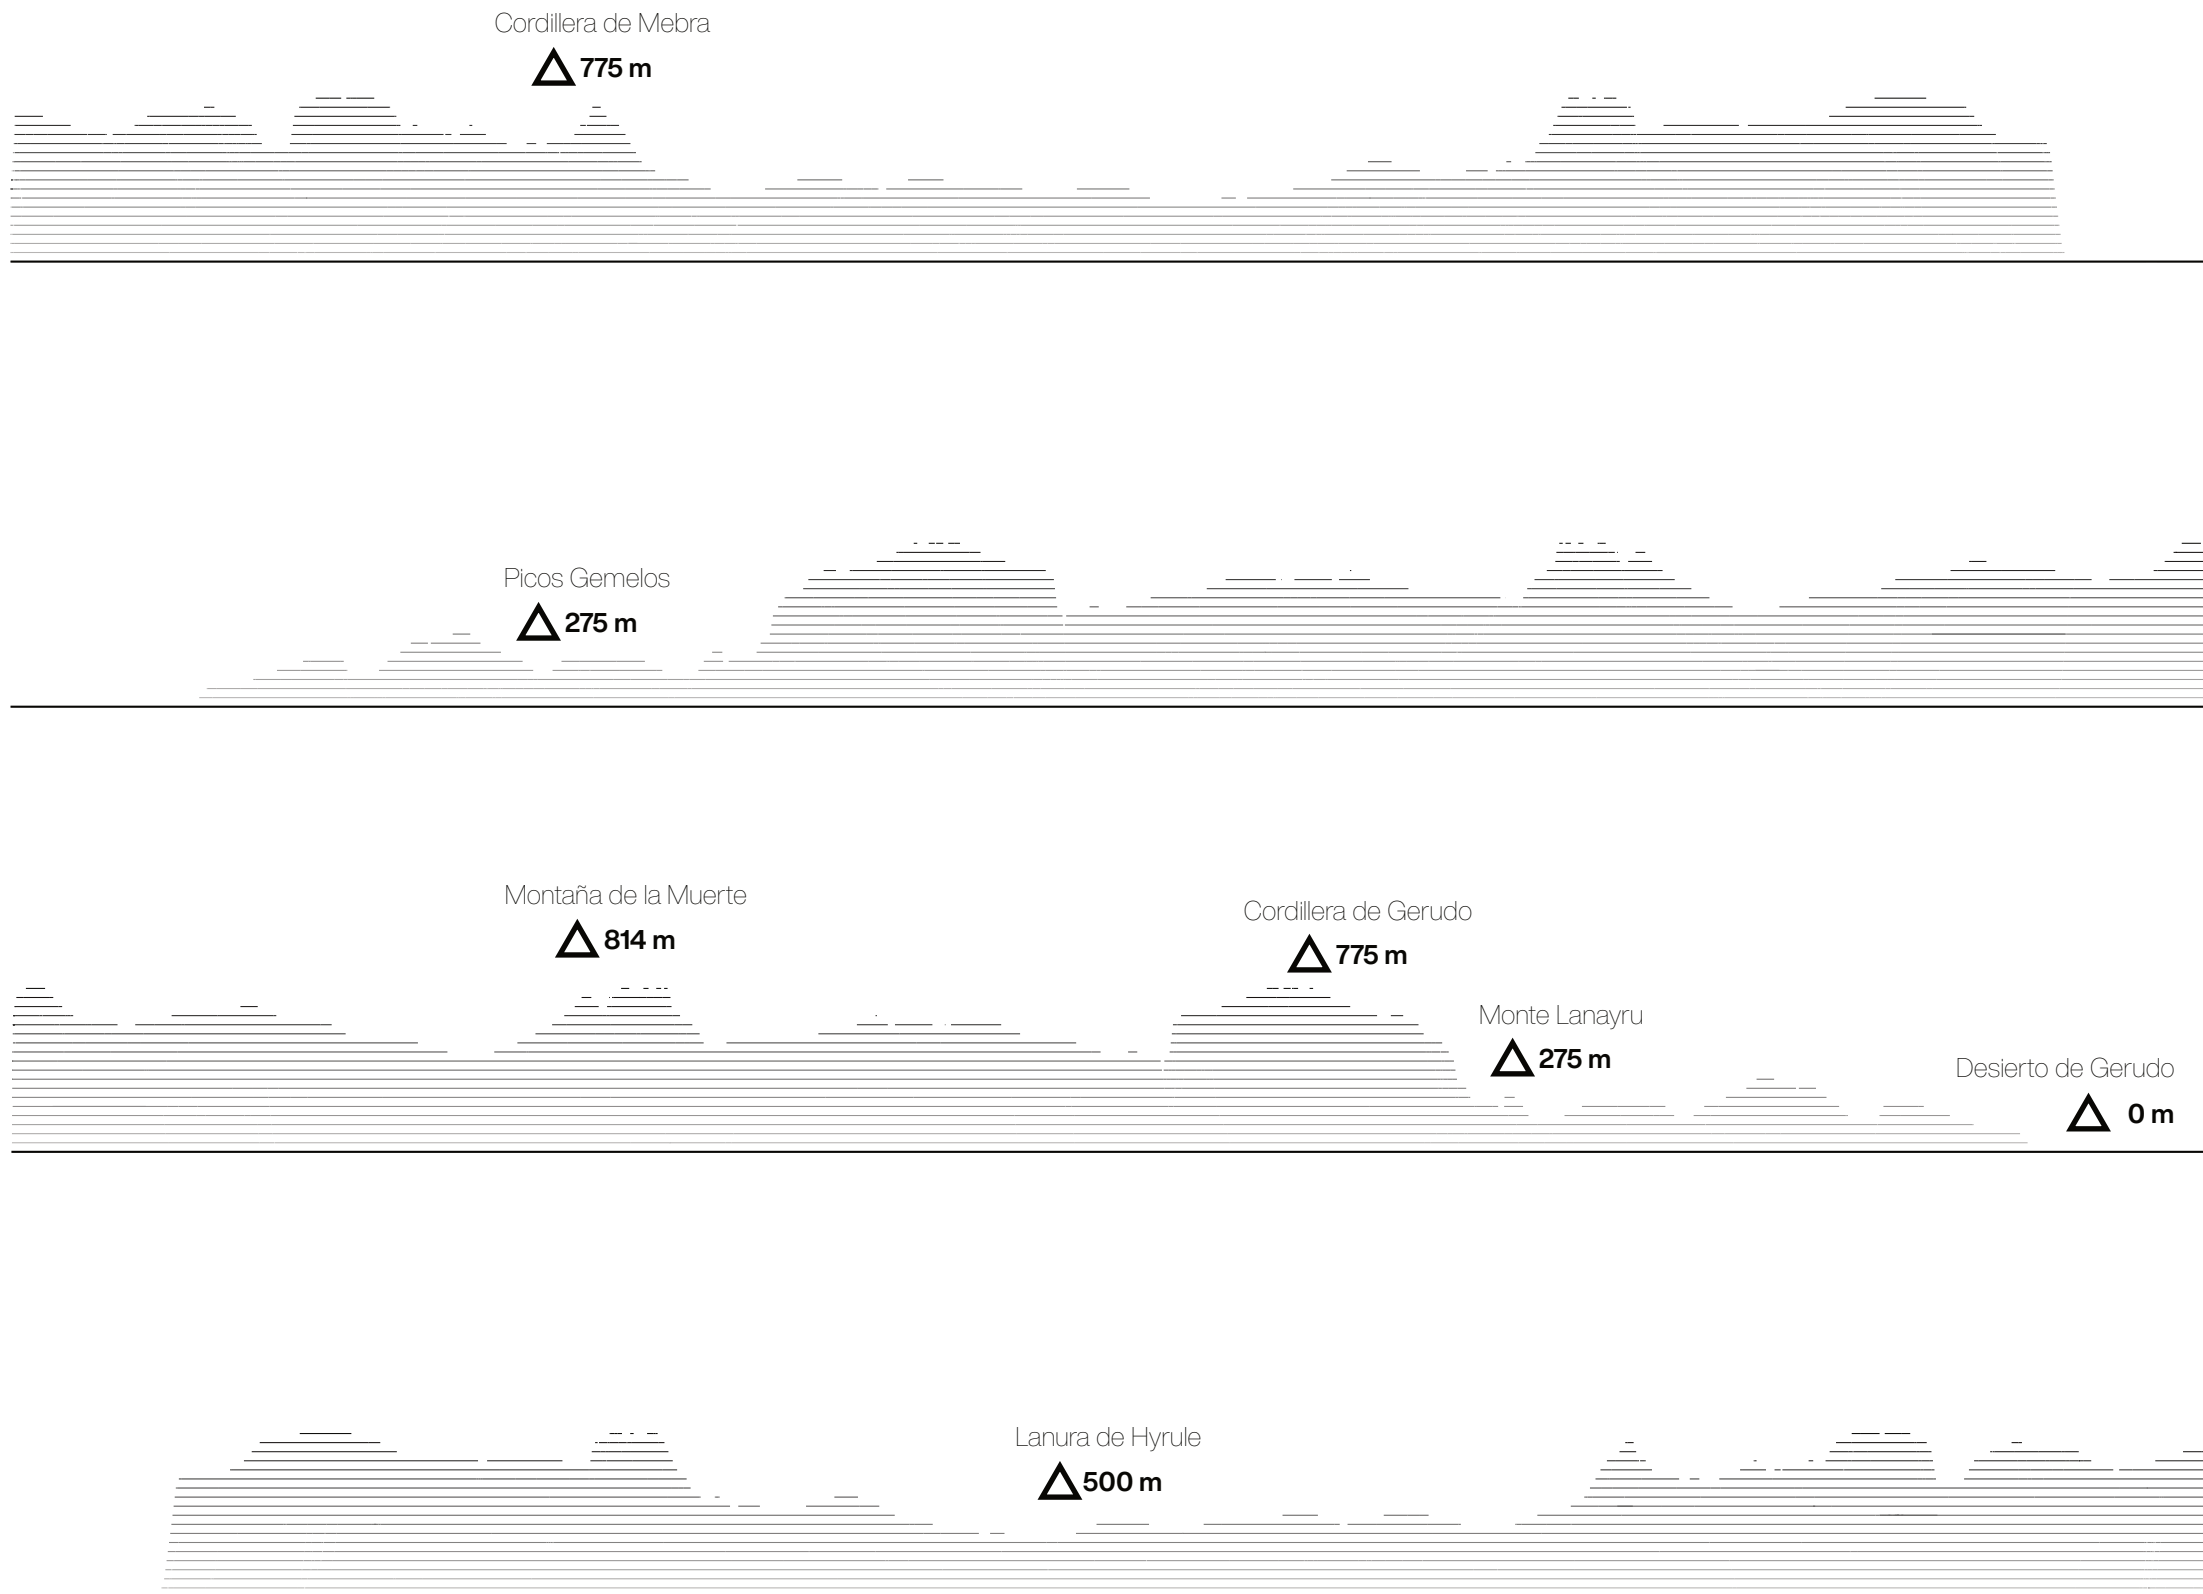 Cordillera de Mebra
775 m
Picos Gemelos
275 m
Montaña de la Muerte
814 m
Cordillera de Gerudo
775 m
Monte Lanayru
275 m
Desierto de Gerudo
0 m
Lanura de Hyrule
500 m